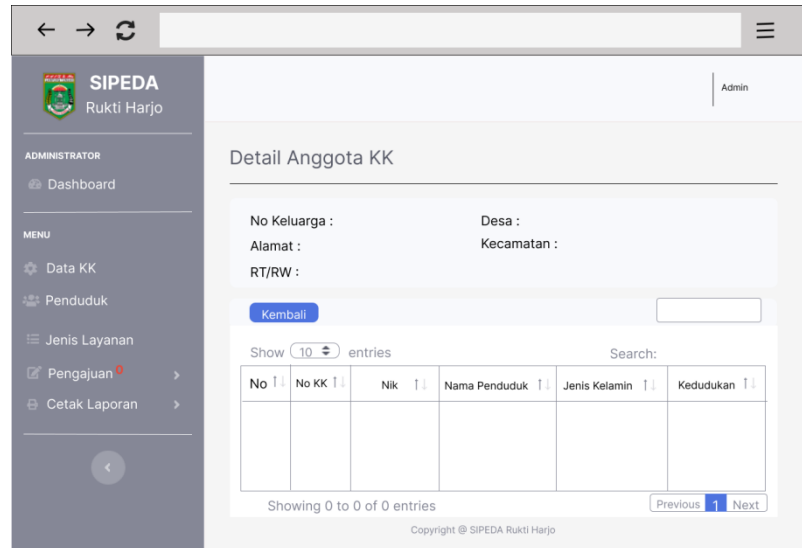 SIPEDA
Rukti Harjo
Admin
ADMINISTRATOR
Dashboard
MENU
Data KK
Penduduk
Jenis Layanan
Pengajuan 0
Cetak Laporan
Detail Anggota KK
No Keluarga :
Alamat :
RT/RW :
Desa :
Kecamatan :
Kembali
Show 10 entries
Search:
No No KK Nik Nama Penduduk Jenis Kelamin Kedudukan
Showing 0 to 0 of 0 entries
Previous 1 Next
Copyright @ SIPEDA Rukti Harjo